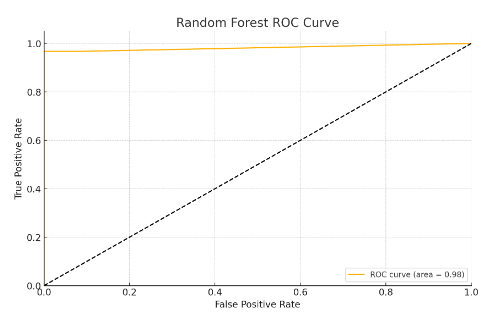 Random Forest ROC Curve
True Positive Rate
1.0
0.8
0.6
0.4
0.2
0.0
0.0 0.2 0.4 0.6 0.8 1.0
False Positive Rate
ROC curve (area = 0.98)